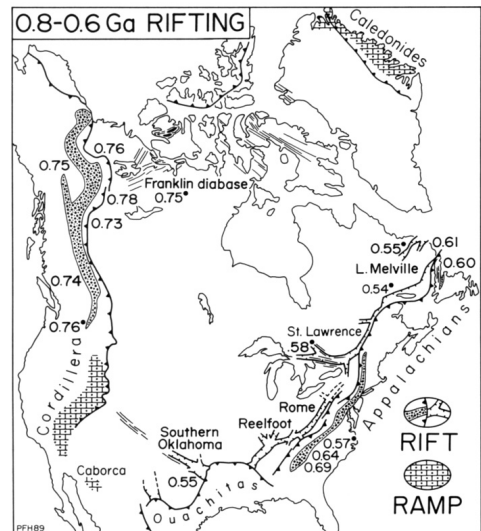 0.8-0.6 Ga RIFTING
Caledonides
0.76
0.75
Franklin diabase
0.78
0.75
0.73
0.55
0.61
L. Melville
0.60
0.74
0.54
0.76
St. Lawrence
.58
Cordillera
Appalachians
Rome
Reelfoot
Southern
Oklahoma
0.57
0.64
0.69
RIFT
Caborca
0.55
Ouachitas
RAMP
PFH89